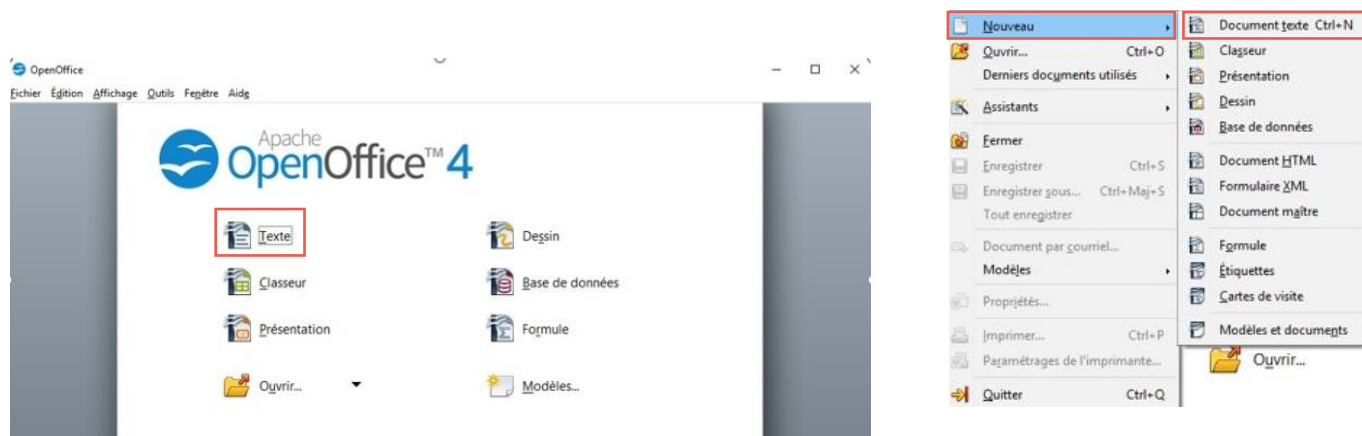 OpenOffice
Fichier Édition Affichage Outils Fenêtre Aide
Apache
OpenOffice™ 4
Texte
Dessin
Classeur
Base de données
Présentation
Formule
Ouvrir...
Modèles...
Nouveau
Ouvrir... Ctrl+O
Derniers documents utilisés
Assistants
Fermer
Enregistrer Ctrl+S
Enregistrer sous... Ctrl+Maj+S
Tout enregistrer
Document par courriel...
Modèles
Propriétés...
Imprimer... Ctrl+P
Paramétrages de l'imprimante...
Quitter Ctrl+Q
Document texte Ctrl+N
Classeur
Présentation
Dessin
Base de données
Document HTML
Formulaire XML
Document maître
Formule
Étiquettes
Cartes de visite
Modèles et documents
Ouvrir...